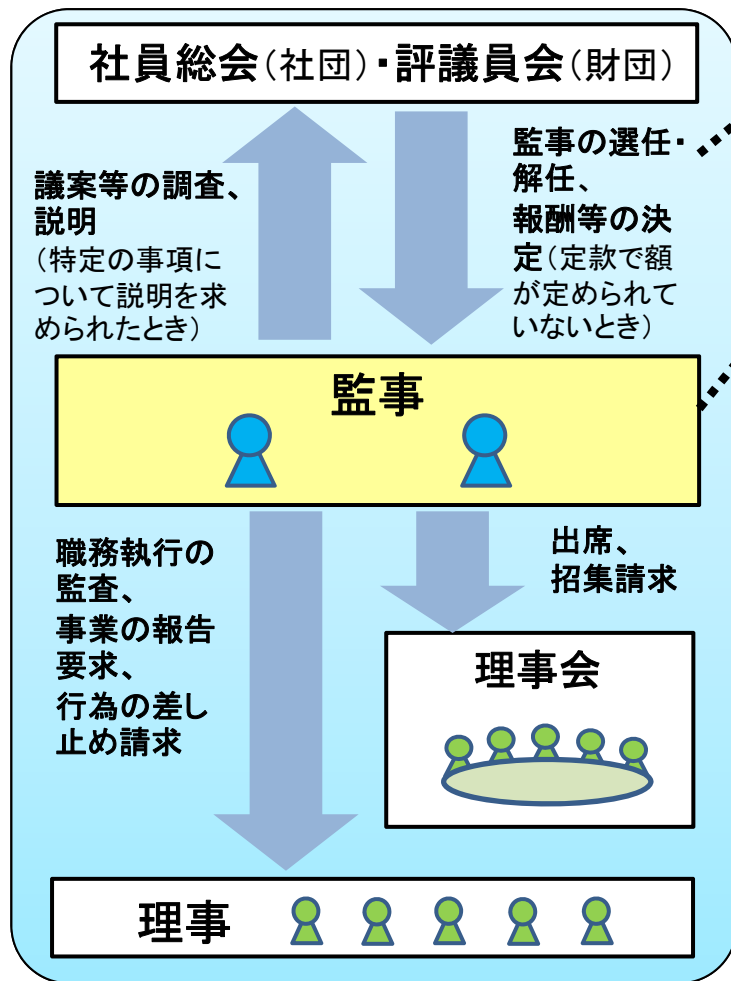 社員総会(社団)・評議員会(財団)
議案等の調査、
説明
(特定の事項に
ついて説明を求
められたとき)
監事の選任・
解任、
報酬等の決
定(定款で額
が定められて
いないとき)
監事
職務執行の
監査、
事業の報告
要求、
行為の差し
止め請求
出席、
招集請求
理事会
理事